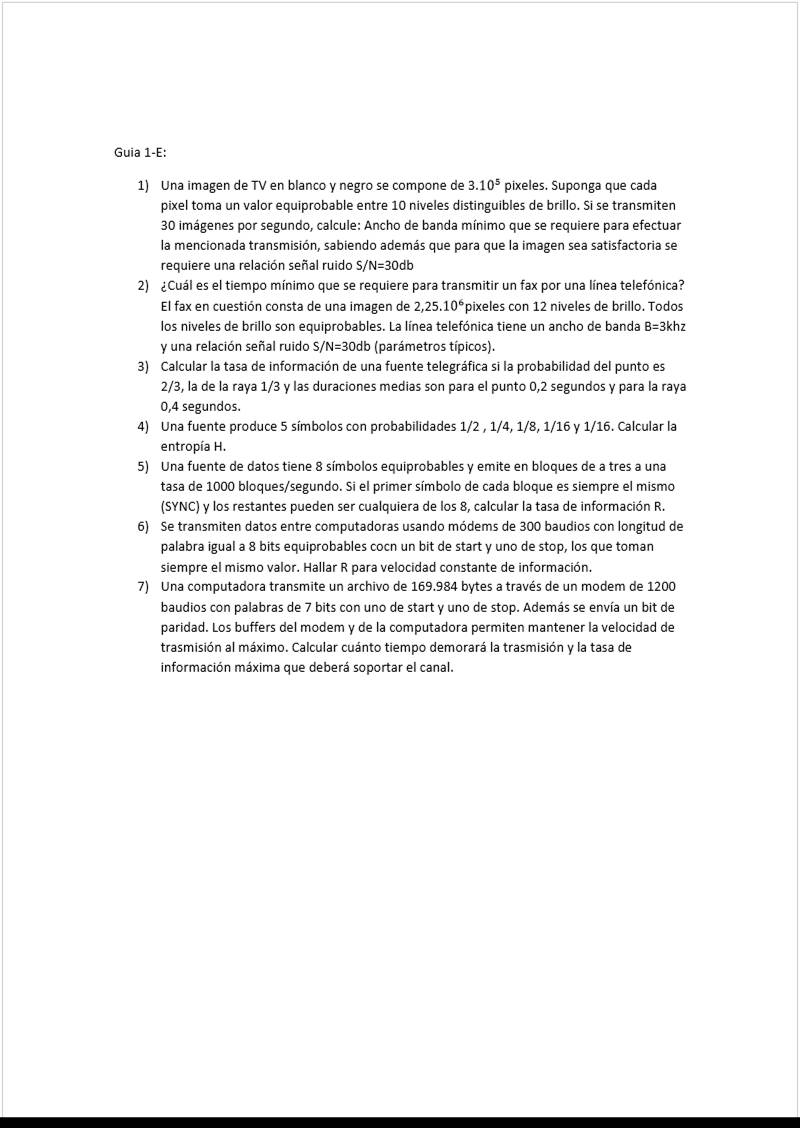 Guia 1-E:
1) Una imagen de TV en blanco y negro se compone de 3.10⁵ pixeles. Suponga que cada
pixel toma un valor equiprobable entre 10 niveles distinguibles de brillo. Si se transmiten
30 imágenes por segundo, calcule: Ancho de banda mínimo que se requiere para efectuar
la mencionada transmisión, sabiendo además que para que la imagen sea satisfactoria se
requiere una relación señal ruido S/N=30db
2) ¿Cuál es el tiempo mínimo que se requiere para transmitir un fax por una línea telefónica?
El fax en cuestión consta de una imagen de 2,25.10⁶pixeles con 12 niveles de brillo. Todos
los niveles de brillo son equiprobables. La línea telefónica tiene un ancho de banda B=3khz
y una relación señal ruido S/N=30db (parámetros típicos).
3) Calcular la tasa de información de una fuente telegráfica si la probabilidad del punto es
2/3, la de la raya 1/3 y las duraciones medias son para el punto 0,2 segundos y para la raya
0,4 segundos.
4) Una fuente produce 5 símbolos con probabilidades 1/2 , 1/4, 1/8, 1/16 y 1/16. Calcular la
entropía H.
5) Una fuente de datos tiene 8 símbolos equiprobables y emite en bloques de a tres a una
tasa de 1000 bloques/segundo. Si el primer símbolo de cada bloque es siempre el mismo
(SYNC) y los restantes pueden ser cualquiera de los 8, calcular la tasa de información R.
6) Se transmiten datos entre computadoras usando módems de 300 baudios con longitud de
palabra igual a 8 bits equiprobables cocn un bit de start y uno de stop, los que toman
siempre el mismo valor. Hallar R para velocidad constante de información.
7) Una computadora transmite un archivo de 169.984 bytes a través de un modem de 1200
baudios con palabras de 7 bits con uno de start y uno de stop. Además se envía un bit de
paridad. Los buffers del modem y de la computadora permiten mantener la velocidad de
trasmisión al máximo. Calcular cuánto tiempo demorará la trasmisión y la tasa de
información máxima que deberá soportar el canal.